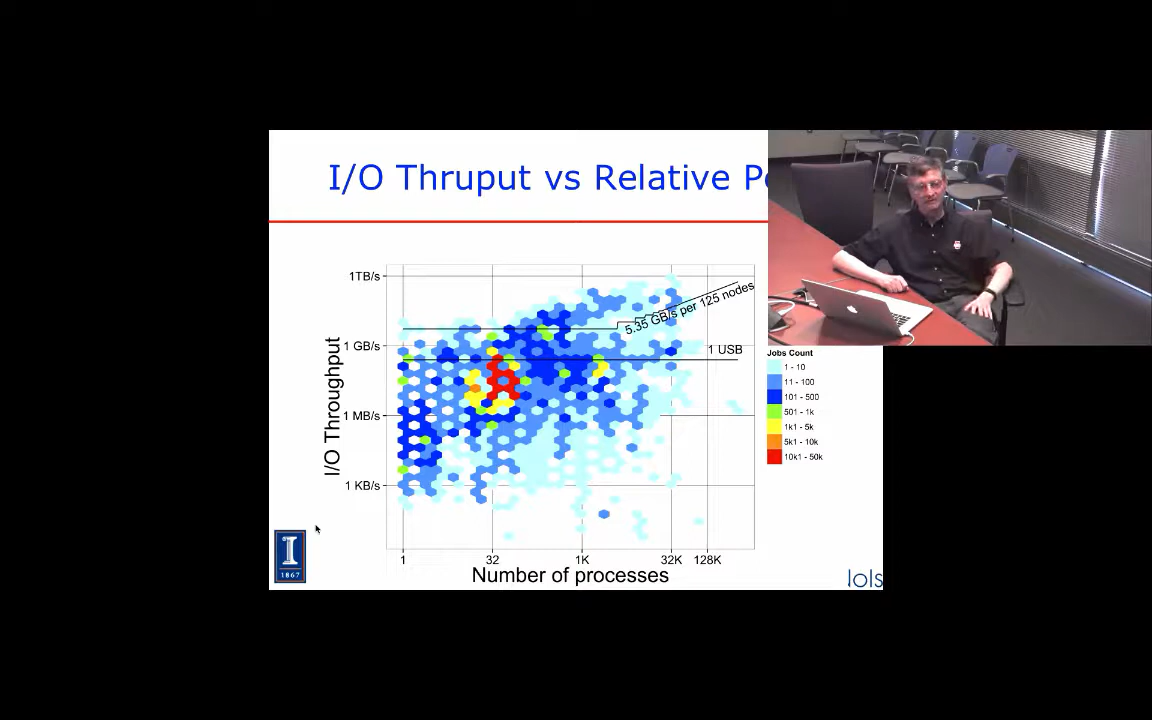 I/O Thruput vs Relative P
I/O Throughput
1TB/s
1 GB/s
1 MB/s
1 KB/s
5.35 GB/s per 125 nodes
1 USB
1
32
1K
32K
128K
Number of processes
Jobs Count
1 - 10
11 - 100
101 - 500
501 - 1k
1k1 - 5k
5k1 - 10k
10k1 - 50k
I
1867
lols